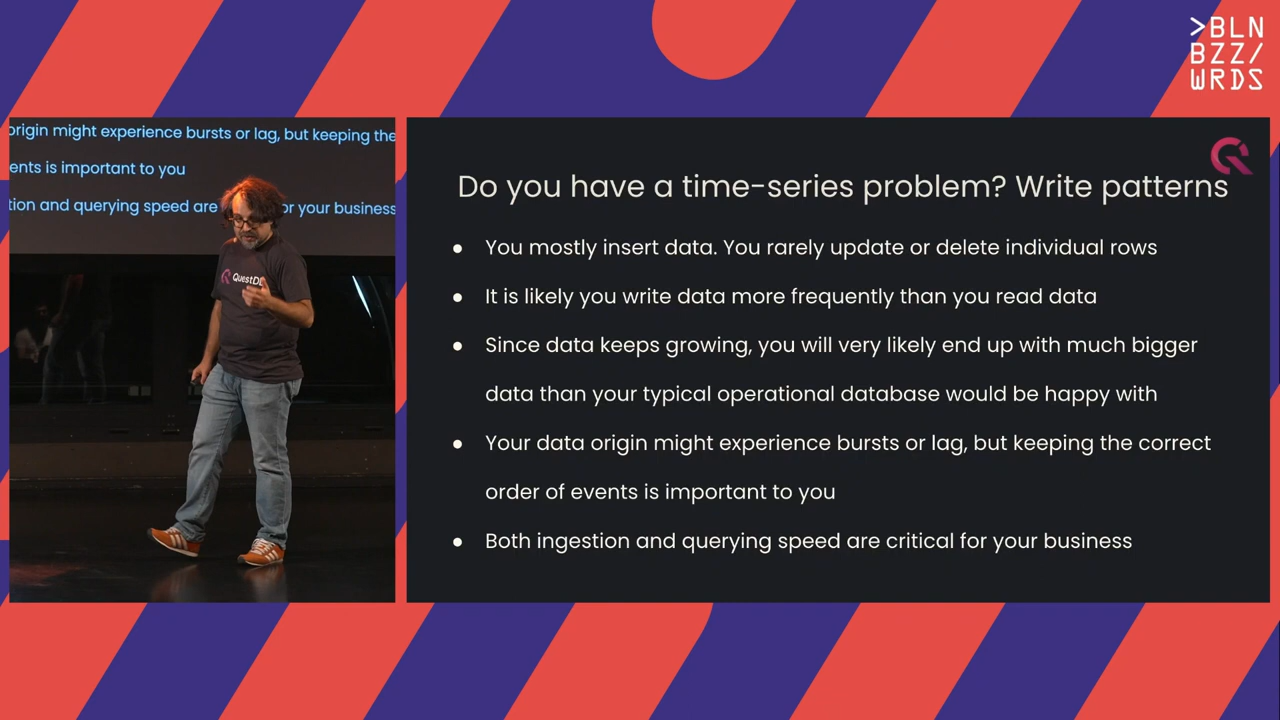 >BLN
BZZ/
WRDS
origin might experience bursts or lag, but keeping the
ents is important to you
tion and querying speed are
or your business
QuestD
Do you have a time-series problem? Write patterns
● You mostly insert data. You rarely update or delete individual rows
● It is likely you write data more frequently than you read data
● Since data keeps growing, you will very likely end up with much bigger
data than your typical operational database would be happy with
● Your data origin might experience bursts or lag, but keeping the correct
order of events is important to you
● Both ingestion and querying speed are critical for your business